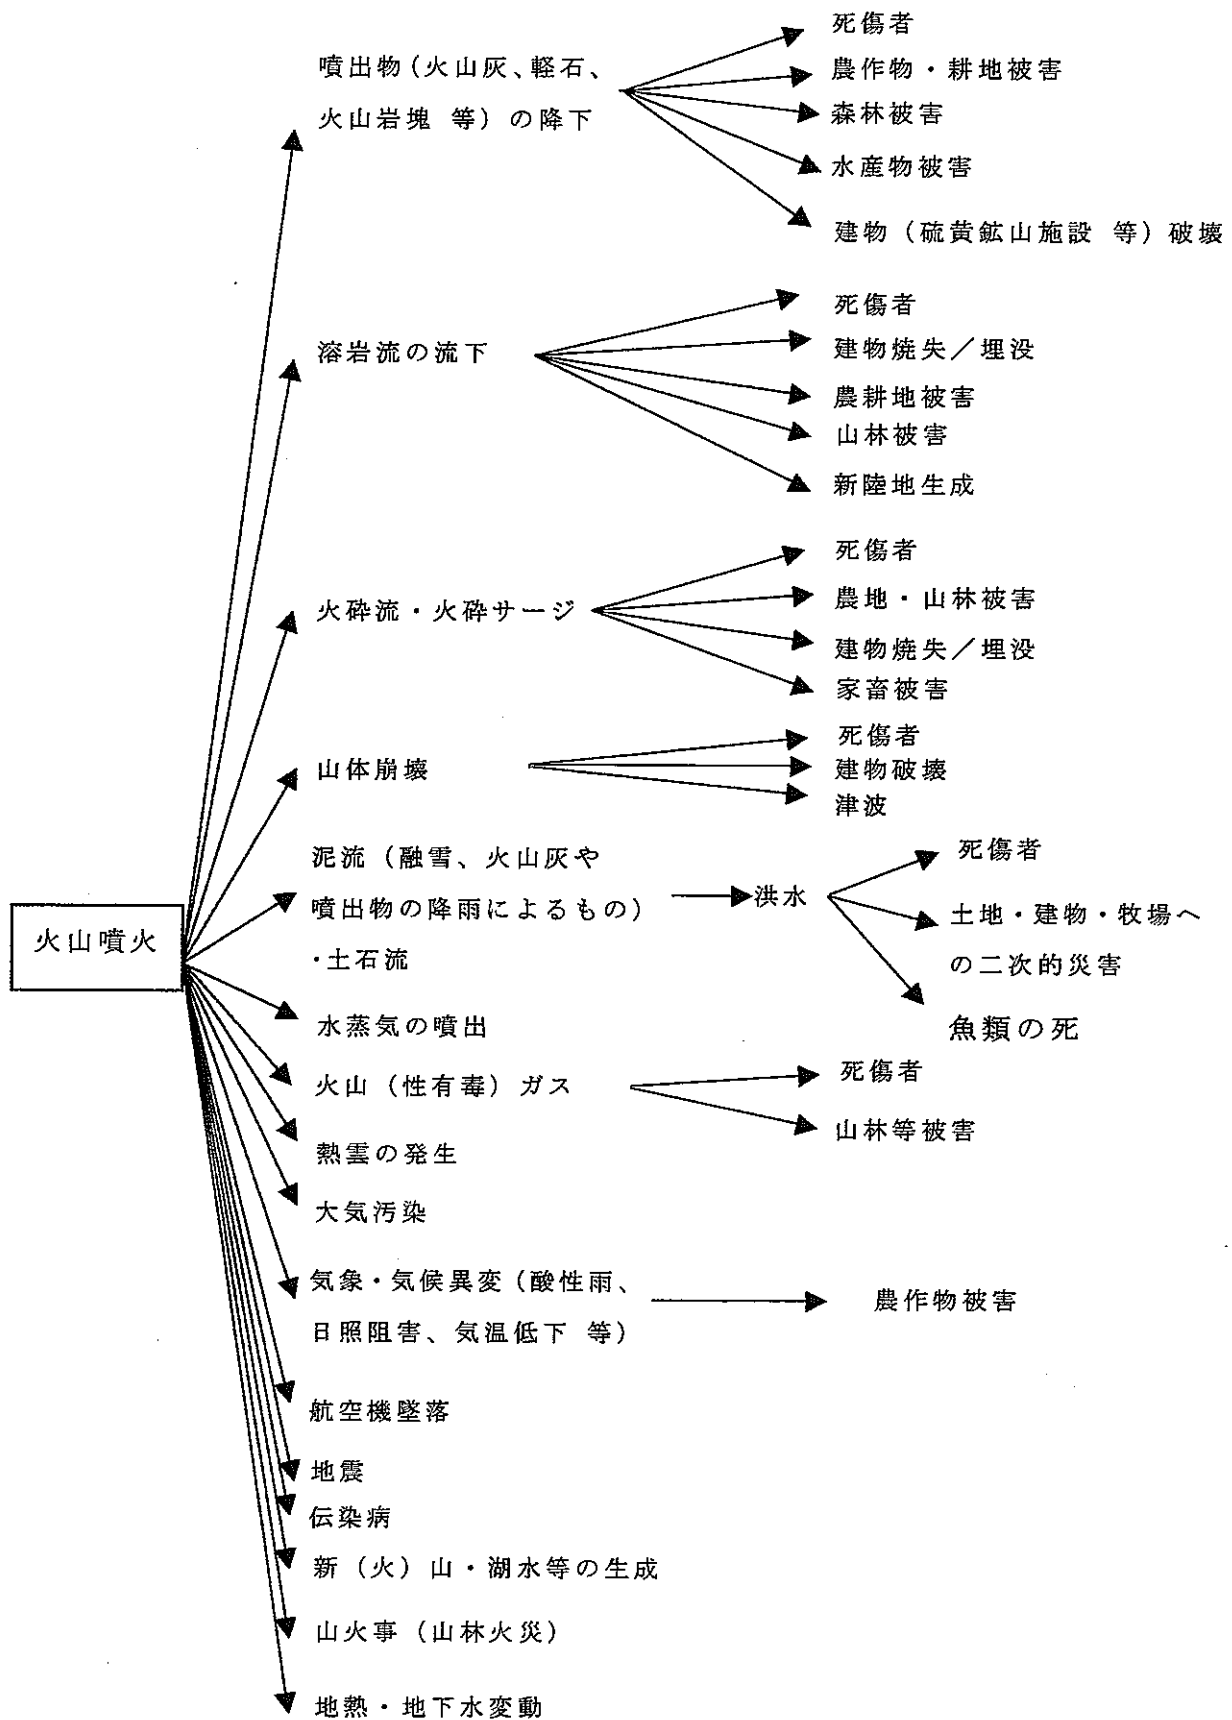 火山噴火
噴出物(火山灰、軽石、
火山岩塊 等)の降下
死傷者
農作物・耕地被害
森林被害
水産物被害
建物(硫黄鉱山施設 等)破壊
溶岩流の流下
死傷者
建物焼失/埋没
農耕地被害
山林被害
新陸地生成
火砕流・火砕サージ
死傷者
農地・山林被害
建物焼失/埋没
家畜被害
山体崩壊
死傷者
建物破壊
津波
泥流(融雪、火山灰や
噴出物の降雨によるもの)
・土石流
洪水
死傷者
土地・建物・牧場へ
の二次的災害
魚類の死
水蒸気の噴出
火山(性有毒)ガス
死傷者
山林等被害
熱雲の発生
大気汚染
気象・気候異変(酸性雨、
日照阻害、気温低下 等)
農作物被害
航空機墜落
地震
伝染病
新(火)山・湖水等の生成
山火事(山林火災)
地熱・地下水変動